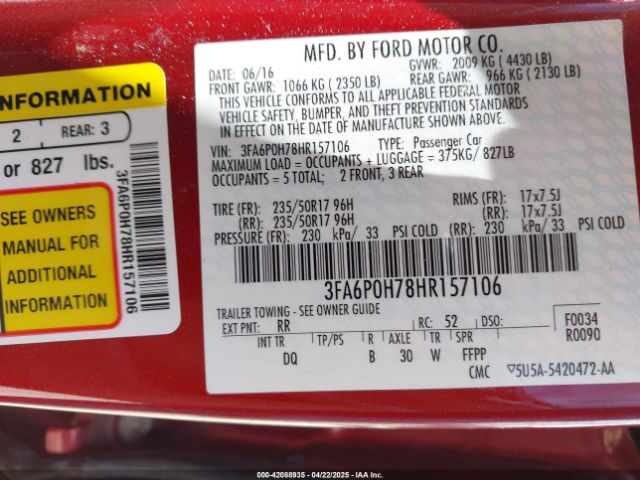 NFORMATION
2 REAR: 3
or 827 lbs.
SEE OWNERS
MANUAL FOR
ADDITIONAL
INFORMATION
3FA6P0H78HR157106
MFD. BY FORD MOTOR CO.
DATE: 06/16 GVWR: 2009 KG ( 4430 LB)
FRONT GAWR: 1066 KG ( 2350 LB) REAR GAWR: 966 KG ( 2130 LB)
THIS VEHICLE CONFORMS TO ALL APPLICABLE FEDERAL MOTOR
VEHICLE SAFETY, BUMPER, AND THEFT PREVENTION STANDARDS
IN EFFECT ON THE DATE OF MANUFACTURE SHOWN ABOVE.
VIN: 3FA6P0H78HR157106 TYPE: Passenger Car
MAXIMUM LOAD = OCCUPANTS + LUGGAGE = 375KG/ 827LB
OCCUPANTS = 5 TOTAL; 2 FRONT, 3 REAR
TIRE (FR): 235/50R17 96H RIMS (FR): 17x7.5J
(RR): 235/50R17 96H (RR): 17x7.5J
PRESSURE (FR): 230 kPa/ 33 PSI COLD (RR): 230 kPa/ 33 PSI COLD
3FA6P0H78HR157106
TRAILER TOWING - SEE OWNER GUIDE
EXT PNT: RR RC: 52 DSO: F0034
INT TR TP/PS R AXLE TR SPR R0090
DQ B 30 W FFPP
CMC ▽5U5A-5420472-AA
000-42088935 - 04/22/2025 - IAAI.COM